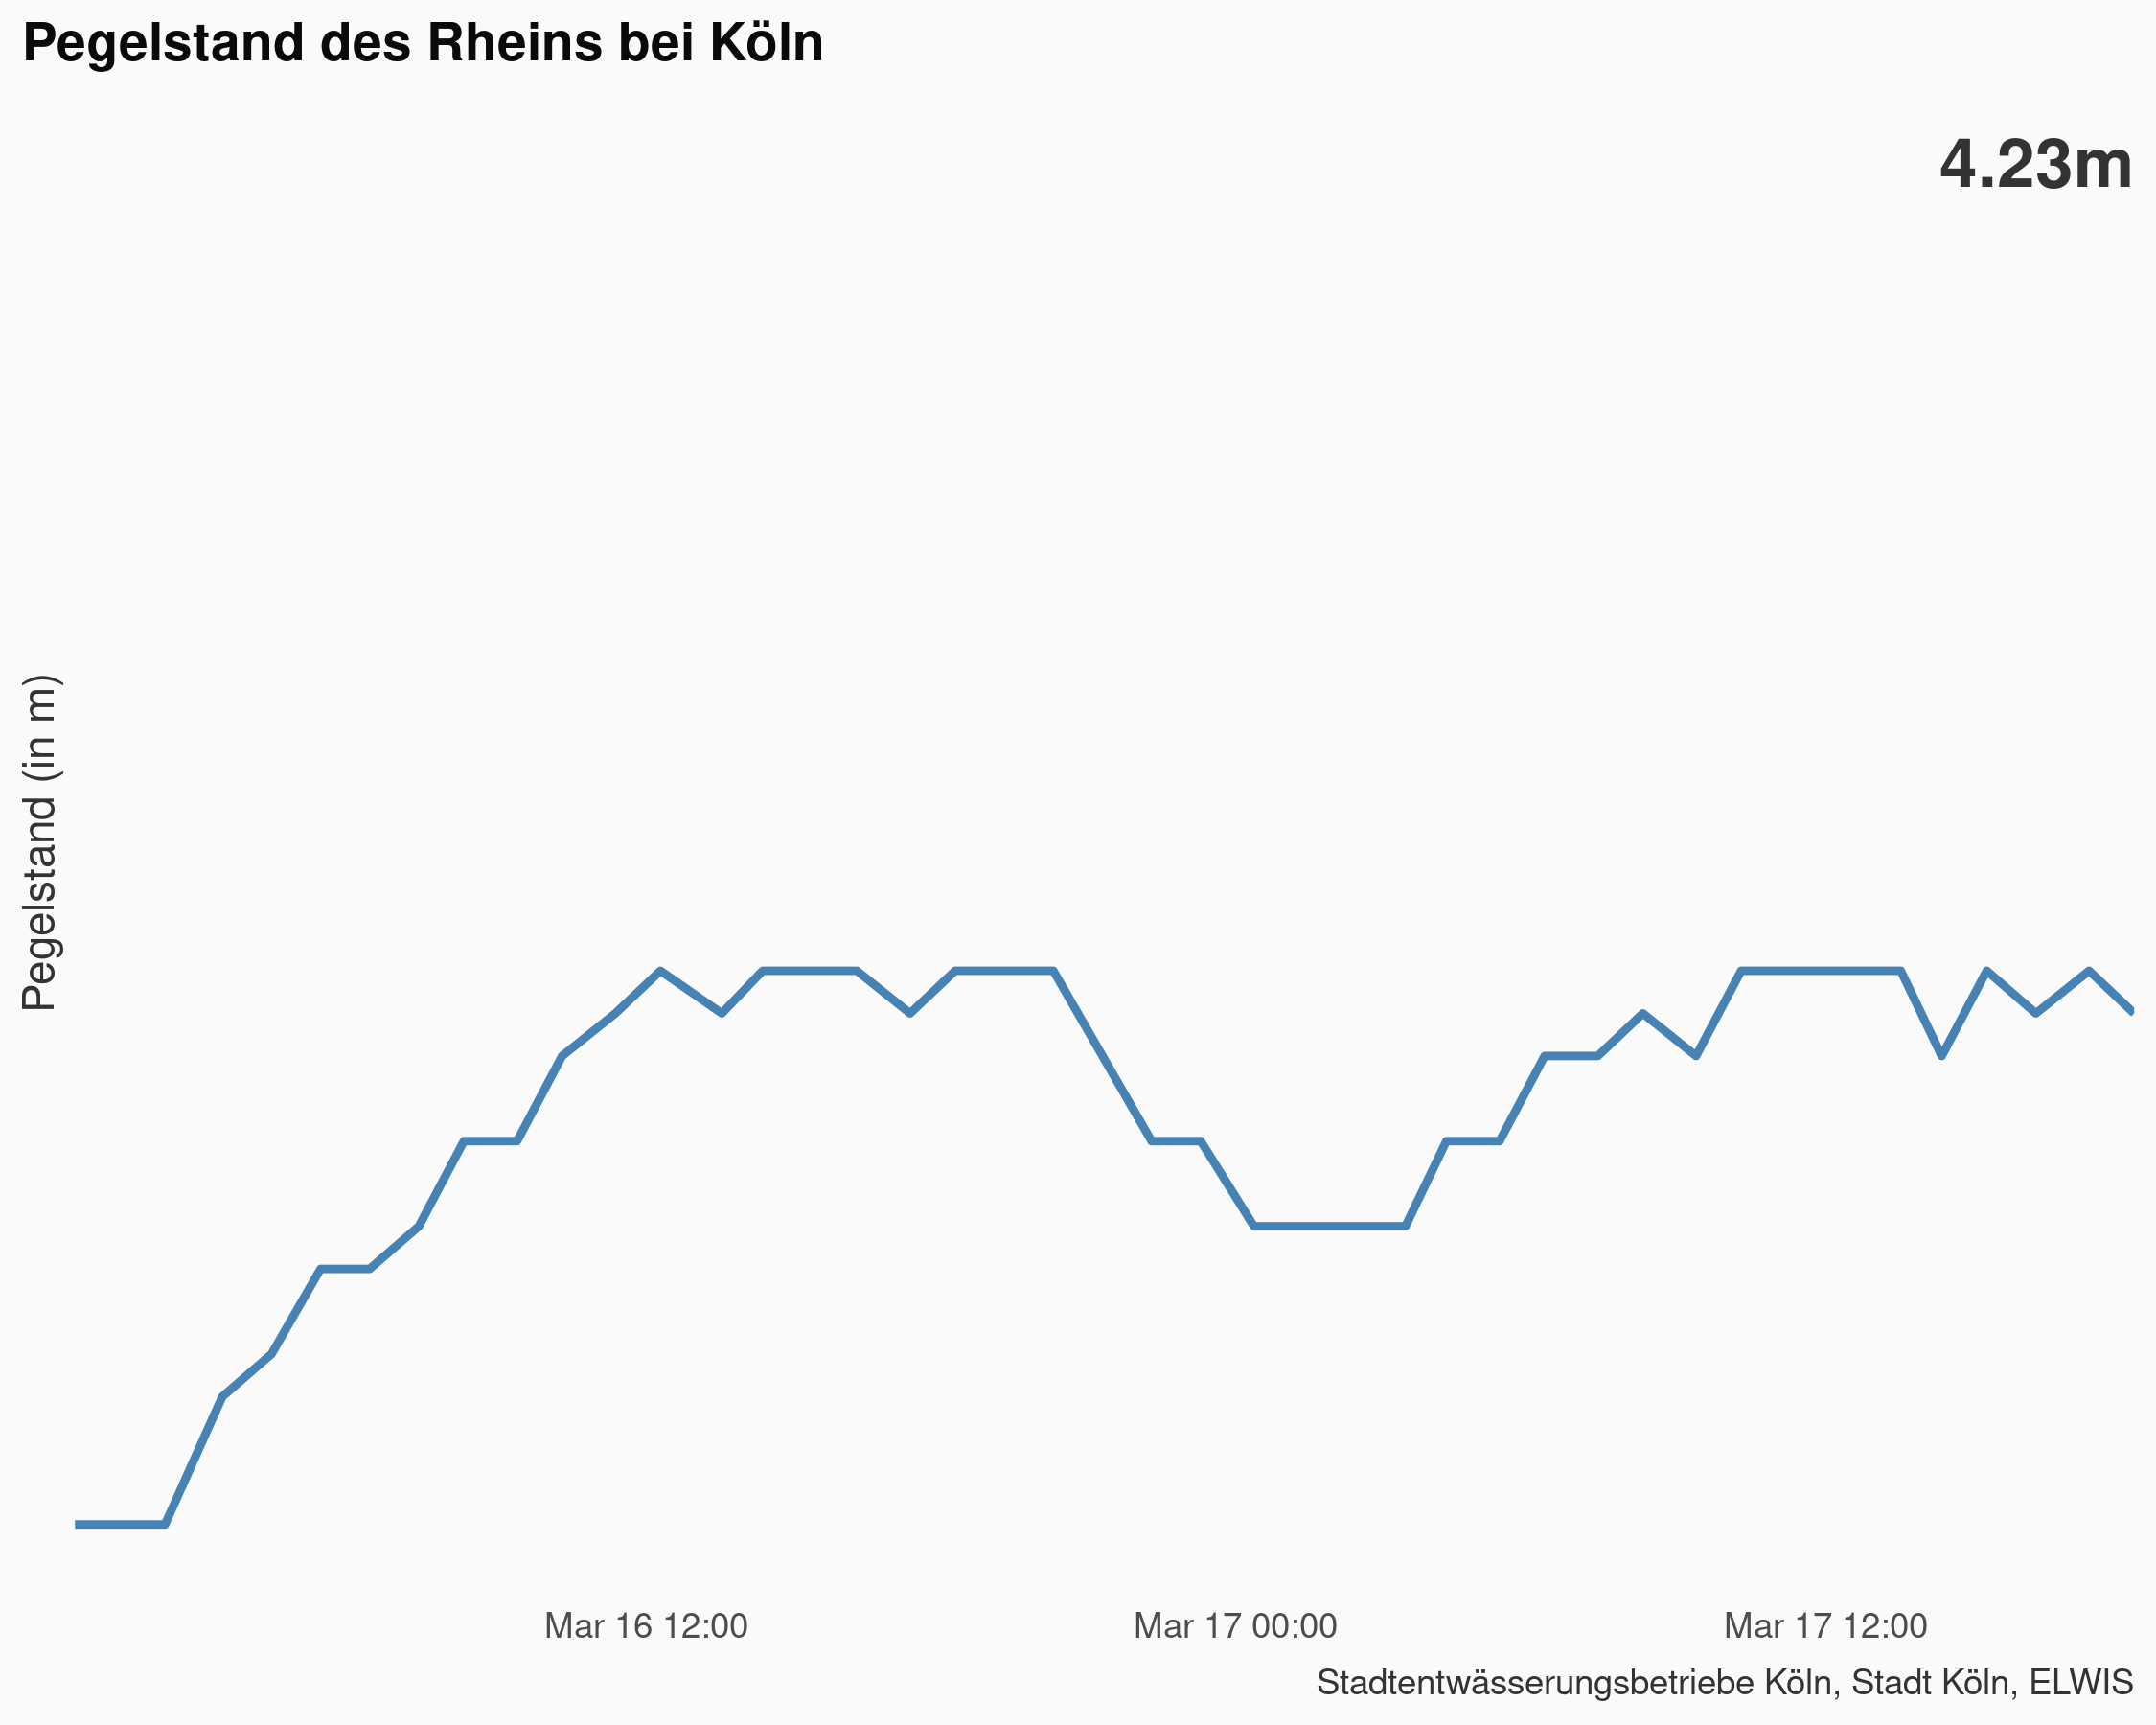 Pegelstand des Rheins bei Köln
4.23m
Pegelstand (in m)
Mar 16 12:00
Mar 17 00:00
Mar 17 12:00
Stadtentwässerungsbetriebe Köln, Stadt Köln, ELWIS